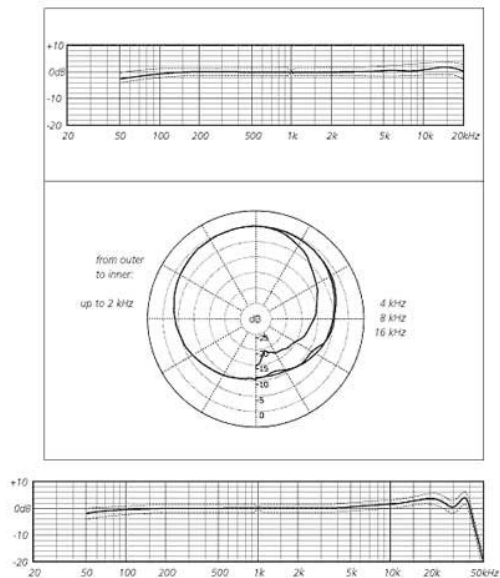 +10
0dB
-10
-20
20 50 100 200 500 1k 2k 5k 10k 20kHz
from outer
to inner:
up to 2 kHz
4 kHz
8 kHz
16 kHz
dB
25
20
15
10
5
0
+10
0dB
-10
-20
20 50 100 200 500 1k 2k 5k 10k 20k 50kHz